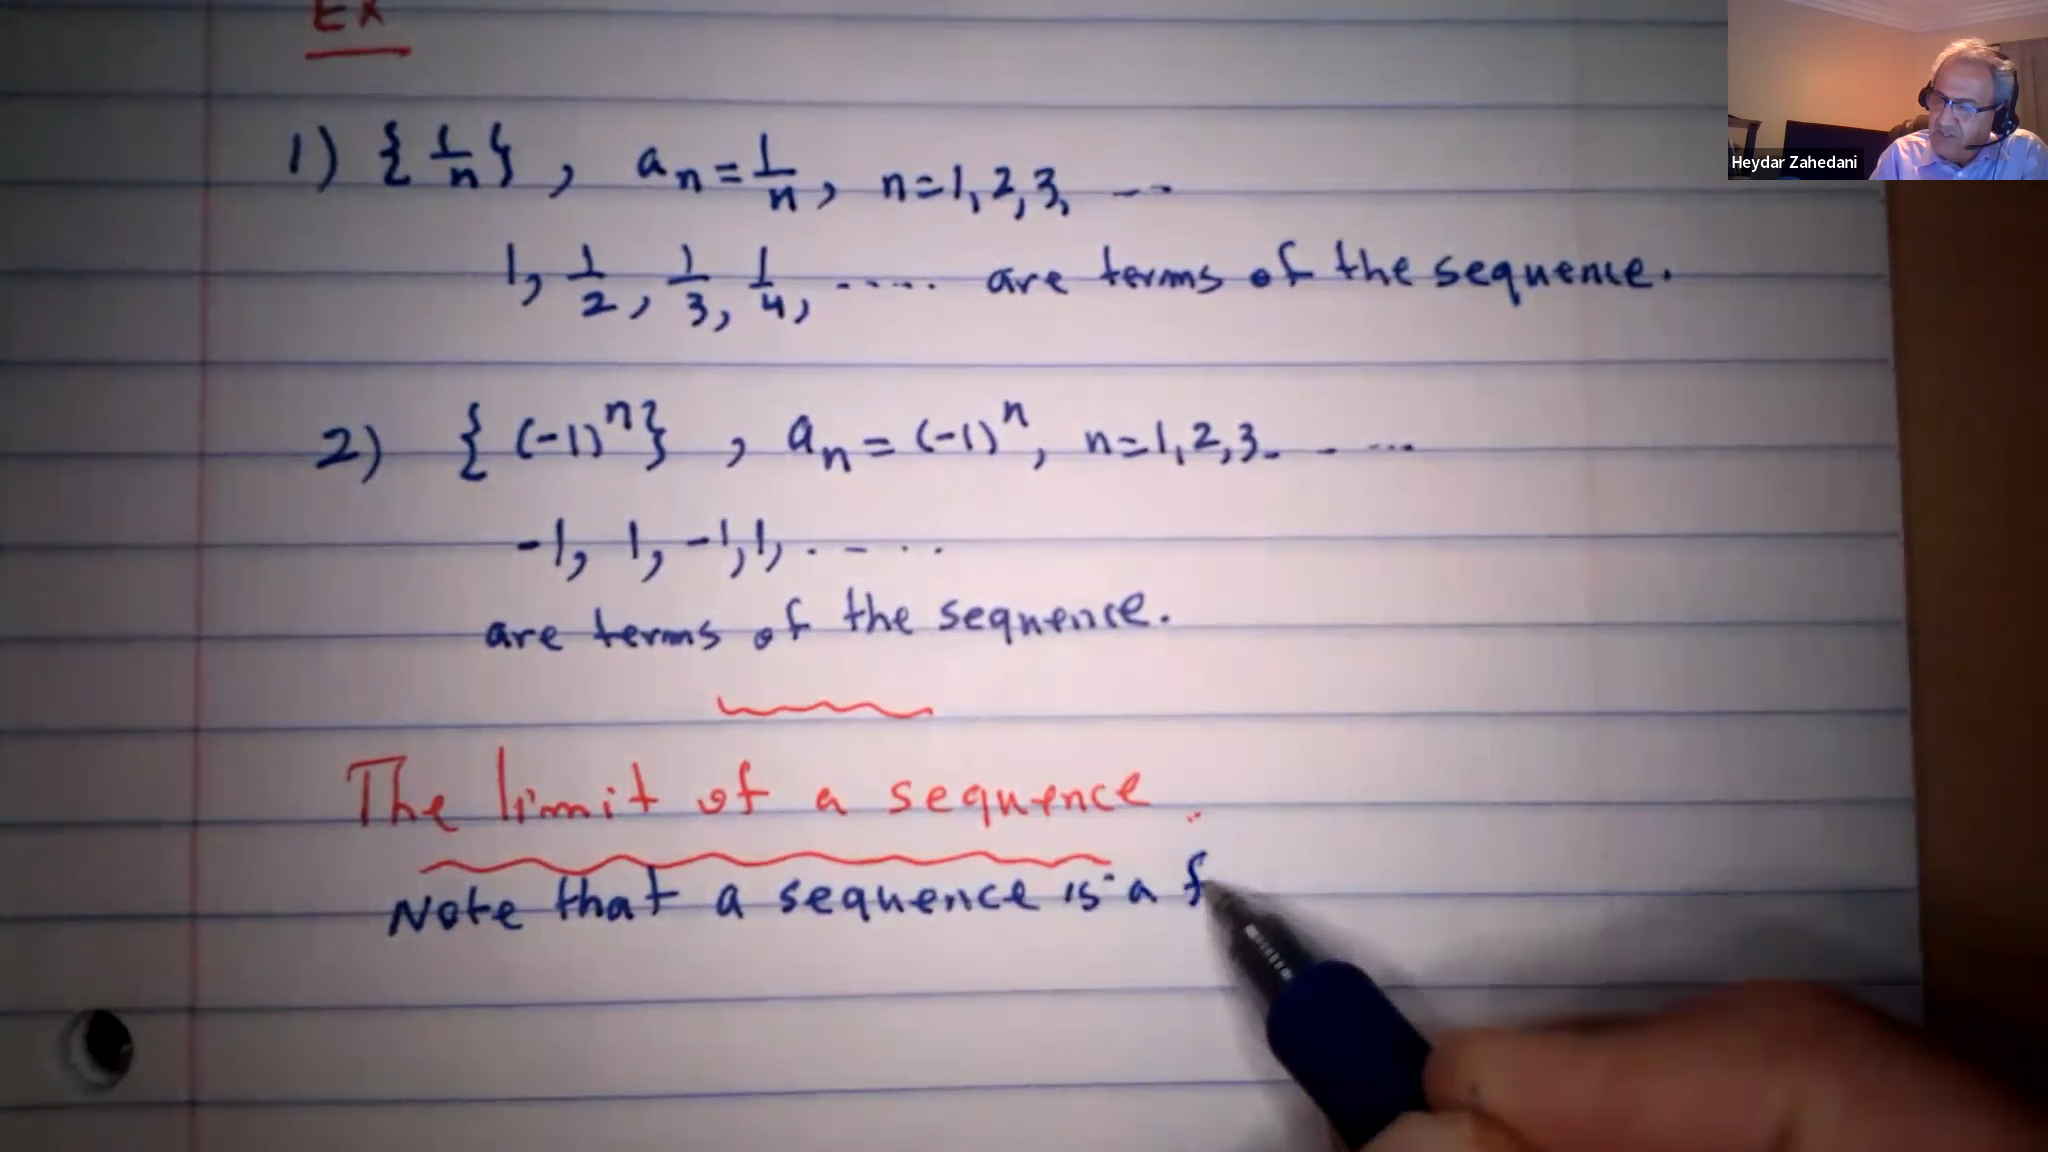 Ex
1) {1/n}, aₙ = 1/n, n=1,2,3, ...
1, 1/2, 1/3, 1/4, ..... are terms of the sequence.
2) {(-1)ⁿ}, aₙ = (-1)ⁿ, n=1,2,3. - ...
-1, 1, -1, 1, . - . .
are terms of the sequence.
The limit of a sequence.
Note that a sequence is a f
Heydar Zahedani